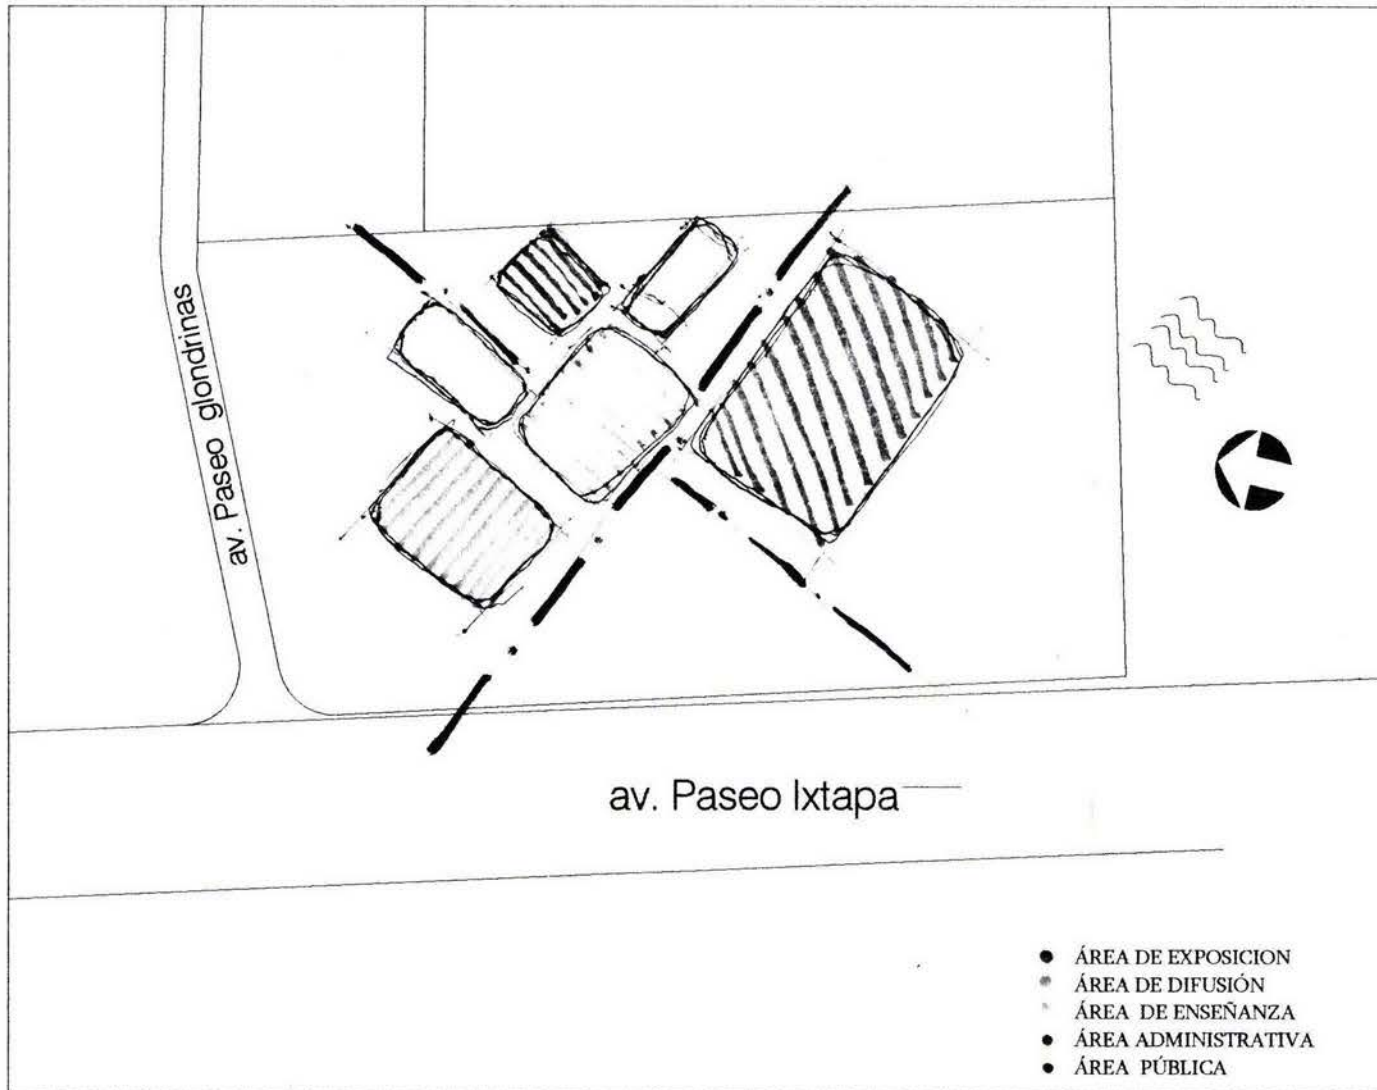 av. Paseo glondrinas
av. Paseo Ixtapa
ÁREA DE EXPOSICION
ÁREA DE DIFUSIÓN
ÁREA DE ENSEÑANZA
ÁREA ADMINISTRATIVA
ÁREA PÚBLICA